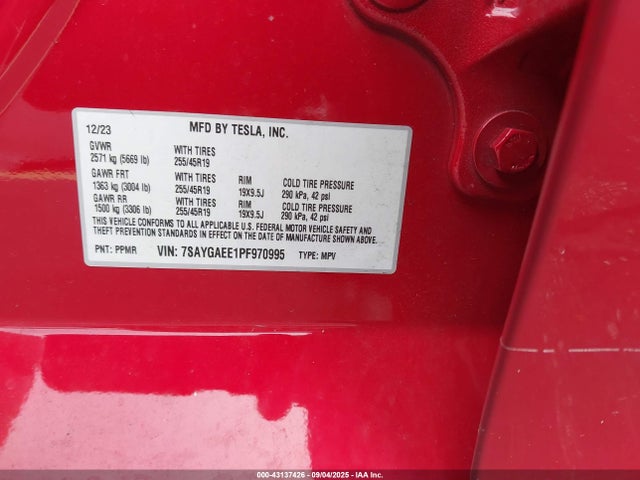 12/23 MFD BY TESLA, INC.
GVWR WITH TIRES
2571 kg (5669 lb) 255/45R19
GAWR FRT WITH TIRES RIM COLD TIRE PRESSURE
1363 kg (3004 lb) 255/45R19 19X9.5J 290 kPa, 42 psi
GAWR RR WITH TIRES RIM COLD TIRE PRESSURE
1500 kg (3306 lb) 255/45R19 19X9.5J 290 kPa, 42 psi
THIS VEHICLE CONFORMS TO ALL APPLICABLE U.S. FEDERAL MOTOR VEHICLE SAFETY AND
THEFT PREVENTION STANDARDS IN EFFECT ON THE DATE OF MANUFACTURE SHOWN ABOVE.
PNT: PPMR VIN: 7SAYGAEE1PF970995 TYPE: MPV
000-43137426 - 09/04/2025 - IAA Inc.